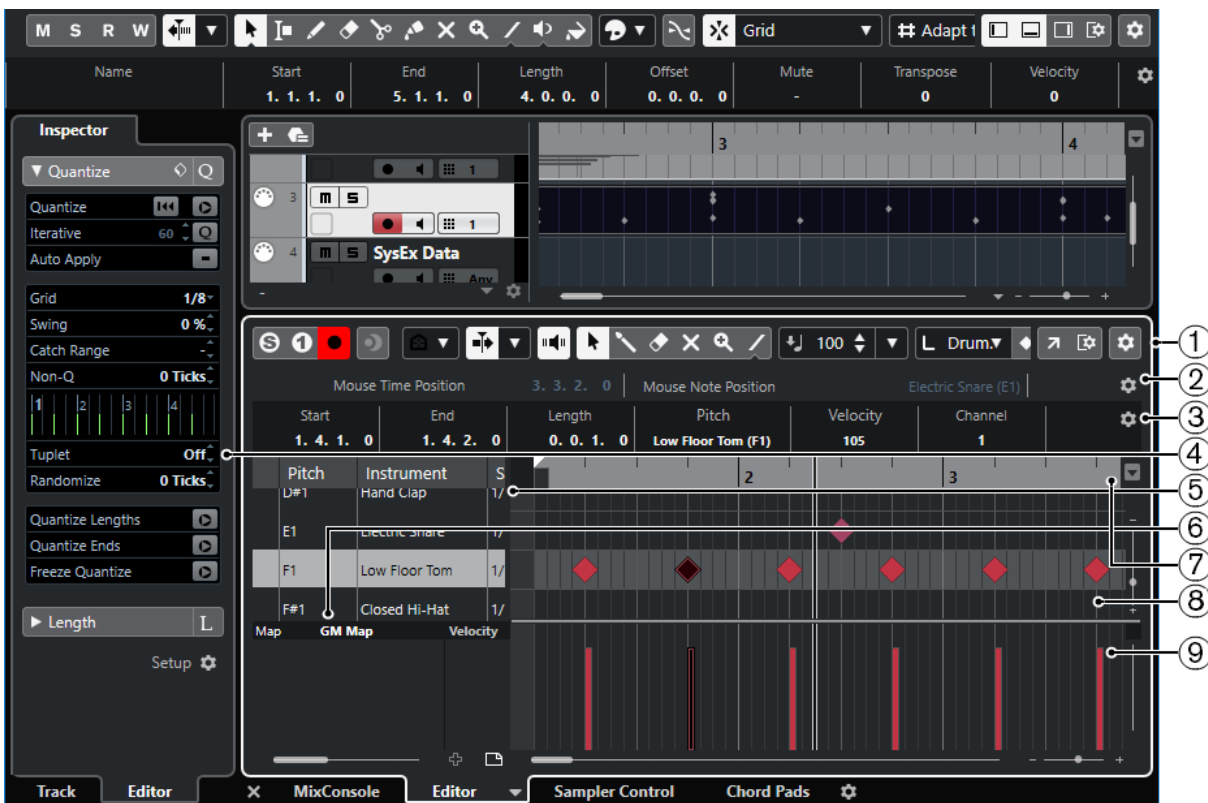 M S R W Grid Adapt t
Name Start End Length Offset Mute Transpose Velocity
1. 1. 1. 0 5. 1. 1. 0 4. 0. 0. 0 0. 0. 0. 0 - 0 0
Inspector
Quantize Q
Quantize
Iterative 60 Q
Auto Apply
Grid 1/8
Swing 0 %
Catch Range -
Non-Q 0 Ticks
1 2 3 4
Tuplet Off
Randomize 0 Ticks
Quantize Lengths
Quantize Ends
Freeze Quantize
Length L
Setup
3 4
1
3 m S
1
4 m S SysEx Data
Any
S 1 100 L Drum
Mouse Time Position 3. 3. 2. 0 Mouse Note Position Electric Snare (E1)
Start End Length Pitch Velocity Channel
1. 4. 1. 0 1. 4. 2. 0 0. 0. 1. 0 Low Floor Tom (F1) 105 1
Pitch Instrument S 2 3
D#1 Hand Clap 1/
E1 Electric Snare 1/
F1 Low Floor Tom 1/
F#1 Closed Hi-Hat 1/
Map GM Map Velocity
1
2
3
4
5
6
7
8
9
Track Editor MixConsole Editor Sampler Control Chord Pads